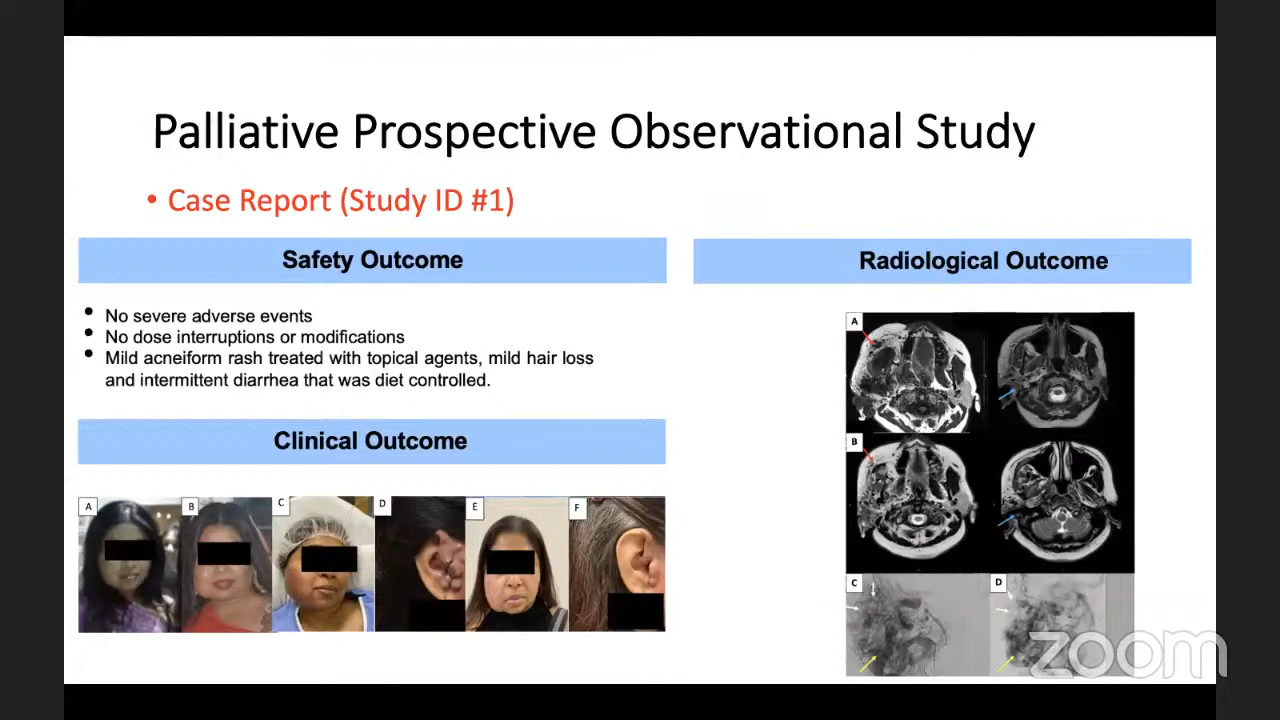 Palliative Prospective Observational Study
• Case Report (Study ID #1)
Safety Outcome
• No severe adverse events
• No dose interruptions or modifications
• Mild acneiform rash treated with topical agents, mild hair loss
and intermittent diarrhea that was diet controlled.
Clinical Outcome
A B C D E F
Radiological Outcome
A
B
C D
zoom